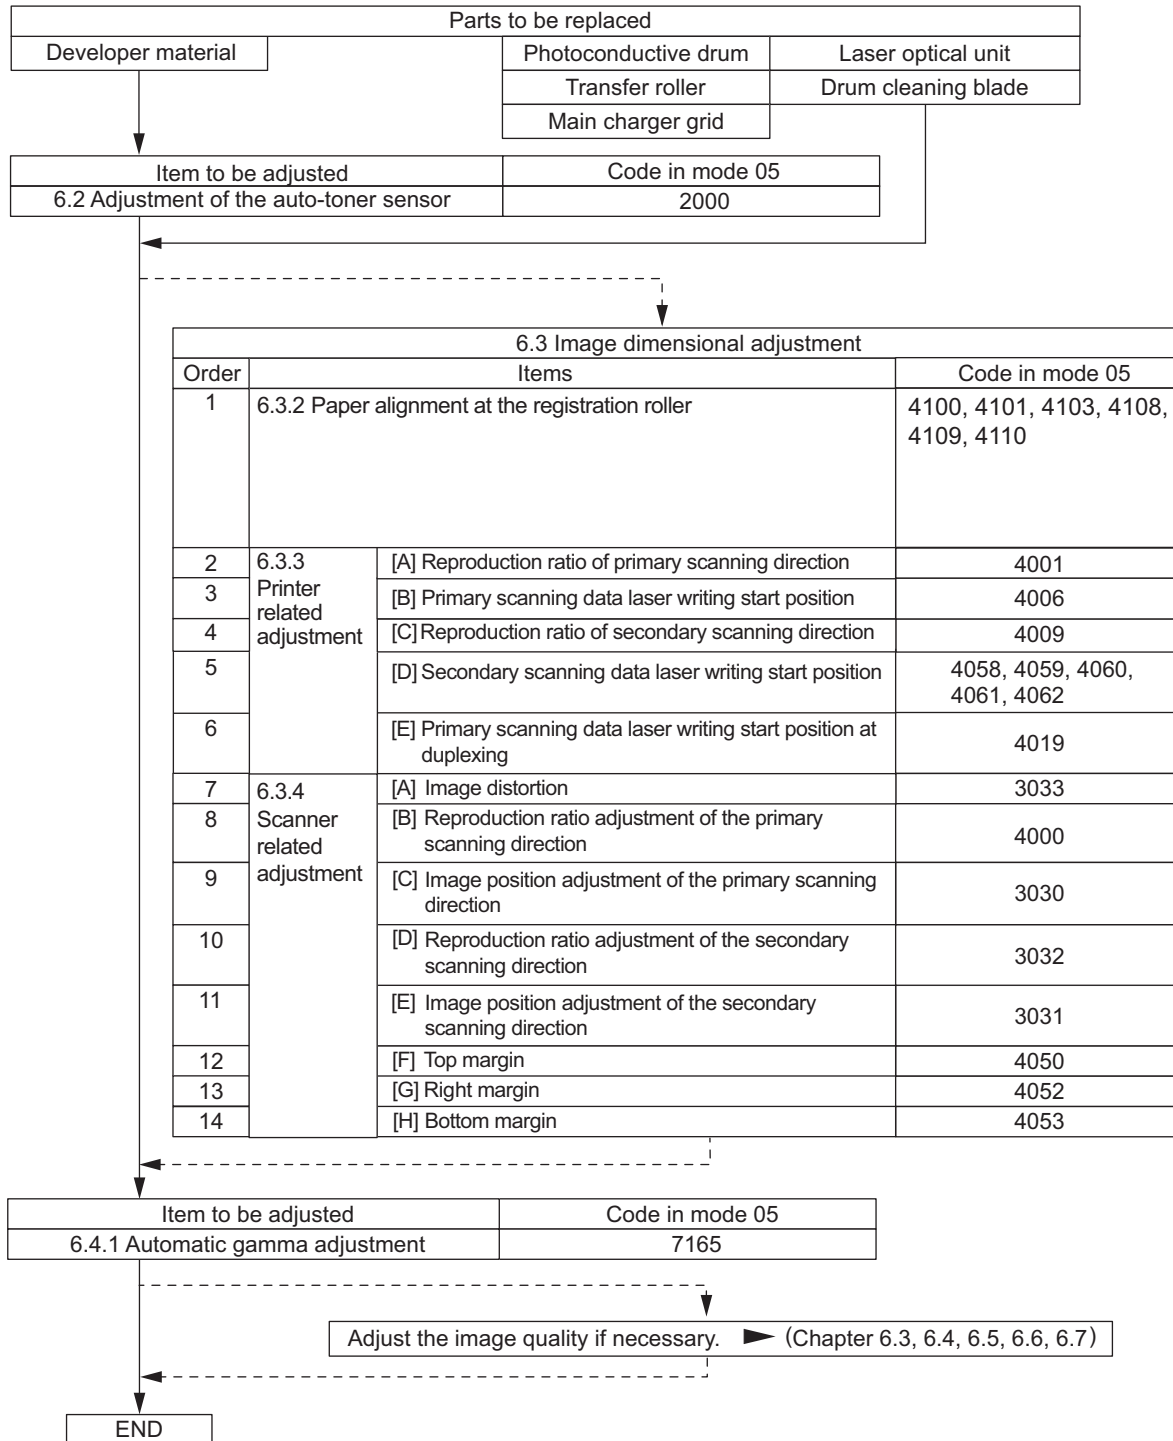 Parts to be replaced
Developer material
Photoconductive drum
Laser optical unit
Transfer roller
Drum cleaning blade
Main charger grid
Item to be adjusted
Code in mode 05
6.2 Adjustment of the auto-toner sensor
2000
6.3 Image dimensional adjustment
Order
Items
Code in mode 05
1
6.3.2 Paper alignment at the registration roller
4100, 4101, 4103, 4108,
4109, 4110
6.3.3
Printer
related
adjustment
2
[A] Reproduction ratio of primary scanning direction
4001
3
[B] Primary scanning data laser writing start position
4006
4
[C] Reproduction ratio of secondary scanning direction
4009
5
[D] Secondary scanning data laser writing start position
4058, 4059, 4060,
4061, 4062
6
[E] Primary scanning data laser writing start position at
duplexing
4019
6.3.4
Scanner
related
adjustment
7
[A] Image distortion
3033
8
[B] Reproduction ratio adjustment of the primary
scanning direction
4000
9
[C] Image position adjustment of the primary scanning
direction
3030
10
[D] Reproduction ratio adjustment of the secondary
scanning direction
3032
11
[E] Image position adjustment of the secondary
scanning direction
3031
12
[F] Top margin
4050
13
[G] Right margin
4052
14
[H] Bottom margin
4053
Item to be adjusted
Code in mode 05
6.4.1 Automatic gamma adjustment
7165
Adjust the image quality if necessary. ► (Chapter 6.3, 6.4, 6.5, 6.6, 6.7)
END